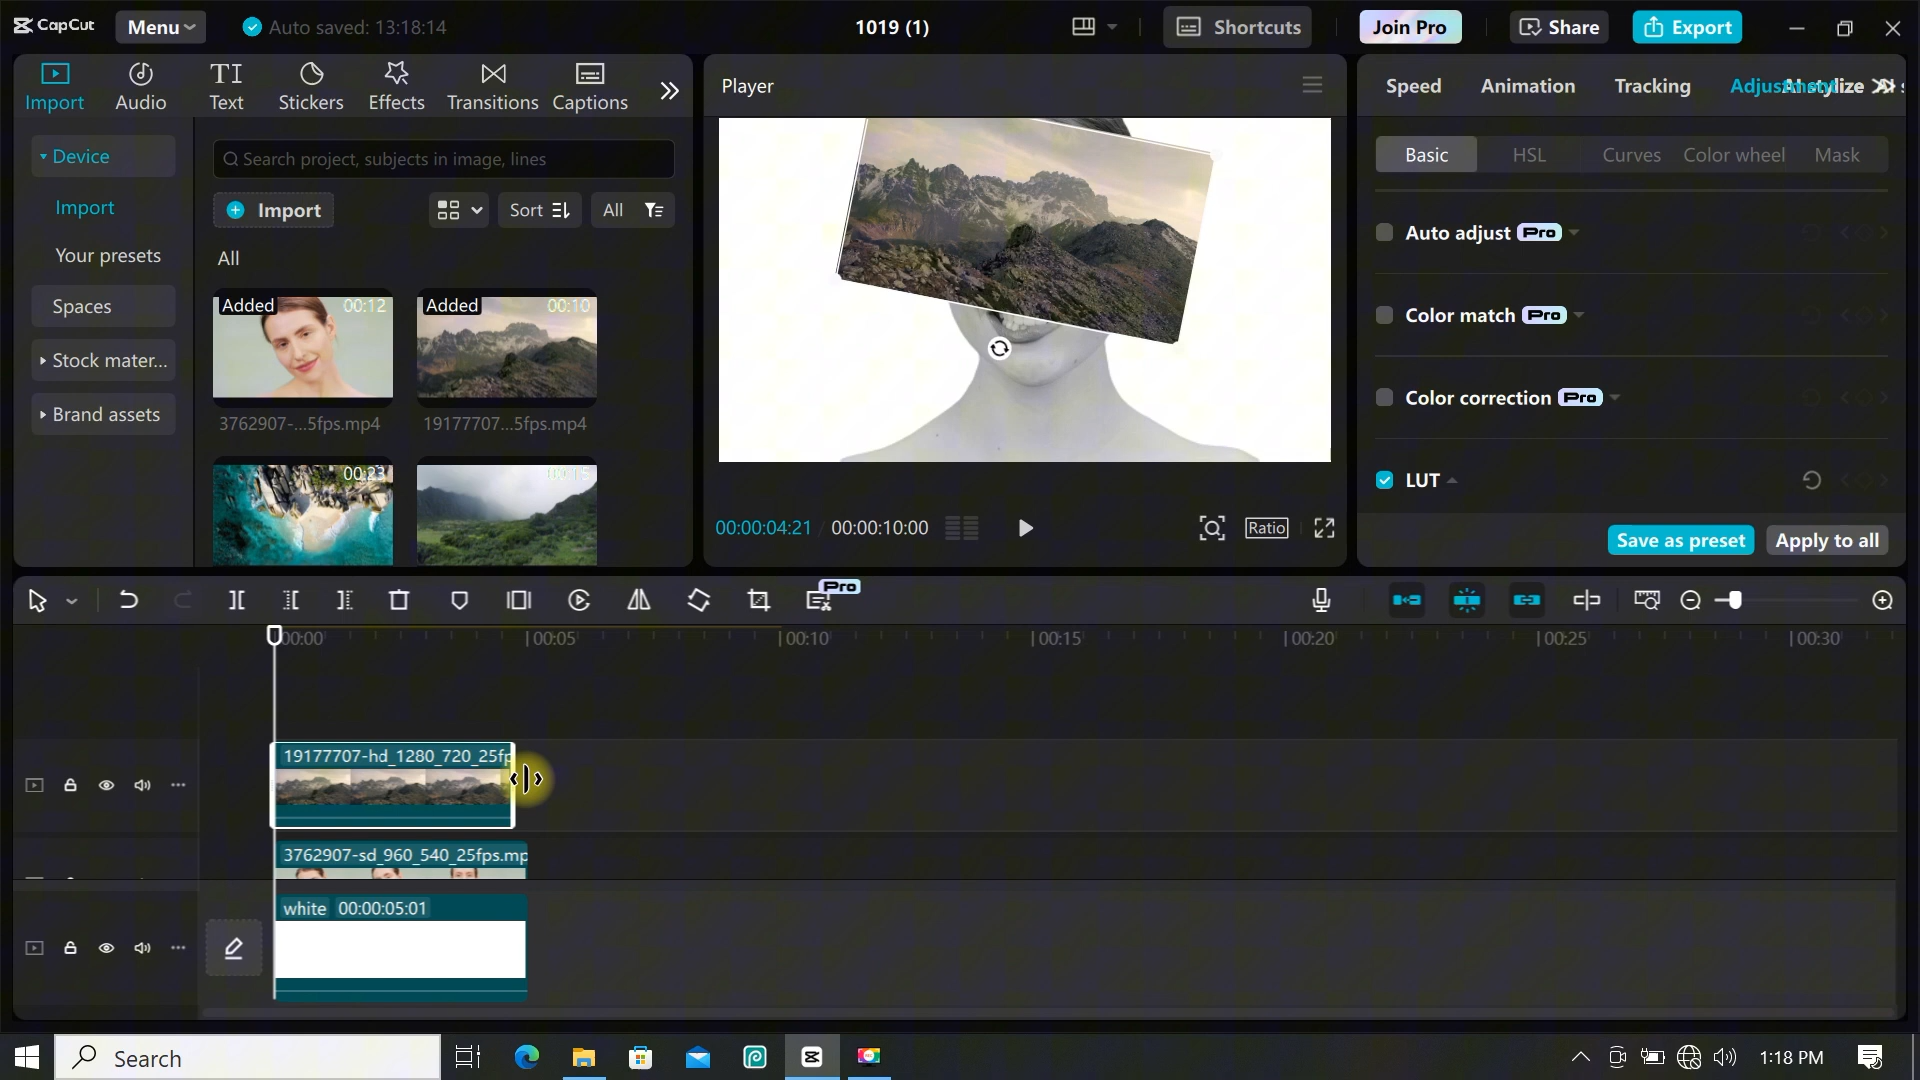 CapCut
Menu
Auto saved: 13:18:14
1019 (1)
Shortcuts
Join Pro
Share
Export
Import
Audio
TI
Text
Stickers
Effects
Transitions
Captions
Player
Speed
Animation
Tracking
Device
Import
Your presets
Spaces
Stock mater...
Brand assets
Search project, subjects in image, lines
Import
Sort
All
All
Added
00:12
3762907-...5fps.mp4
Added
00:10
19177707...5fps.mp4
00:23
00:00:04:21
00:00:10:00
Ratio
Basic
HSL
Curves
Color wheel
Mask
Auto adjust Pro
Color match Pro
Color correction Pro
LUT
Save as preset
Apply to all
Pro
00:00
00:05
00:10
00:15
00:20
00:25
00:30
19177707-hd_1280_720_25fp
3762907-sd_960_540_25fps.mp
white 00:00:05:01
Search
1:18 PM